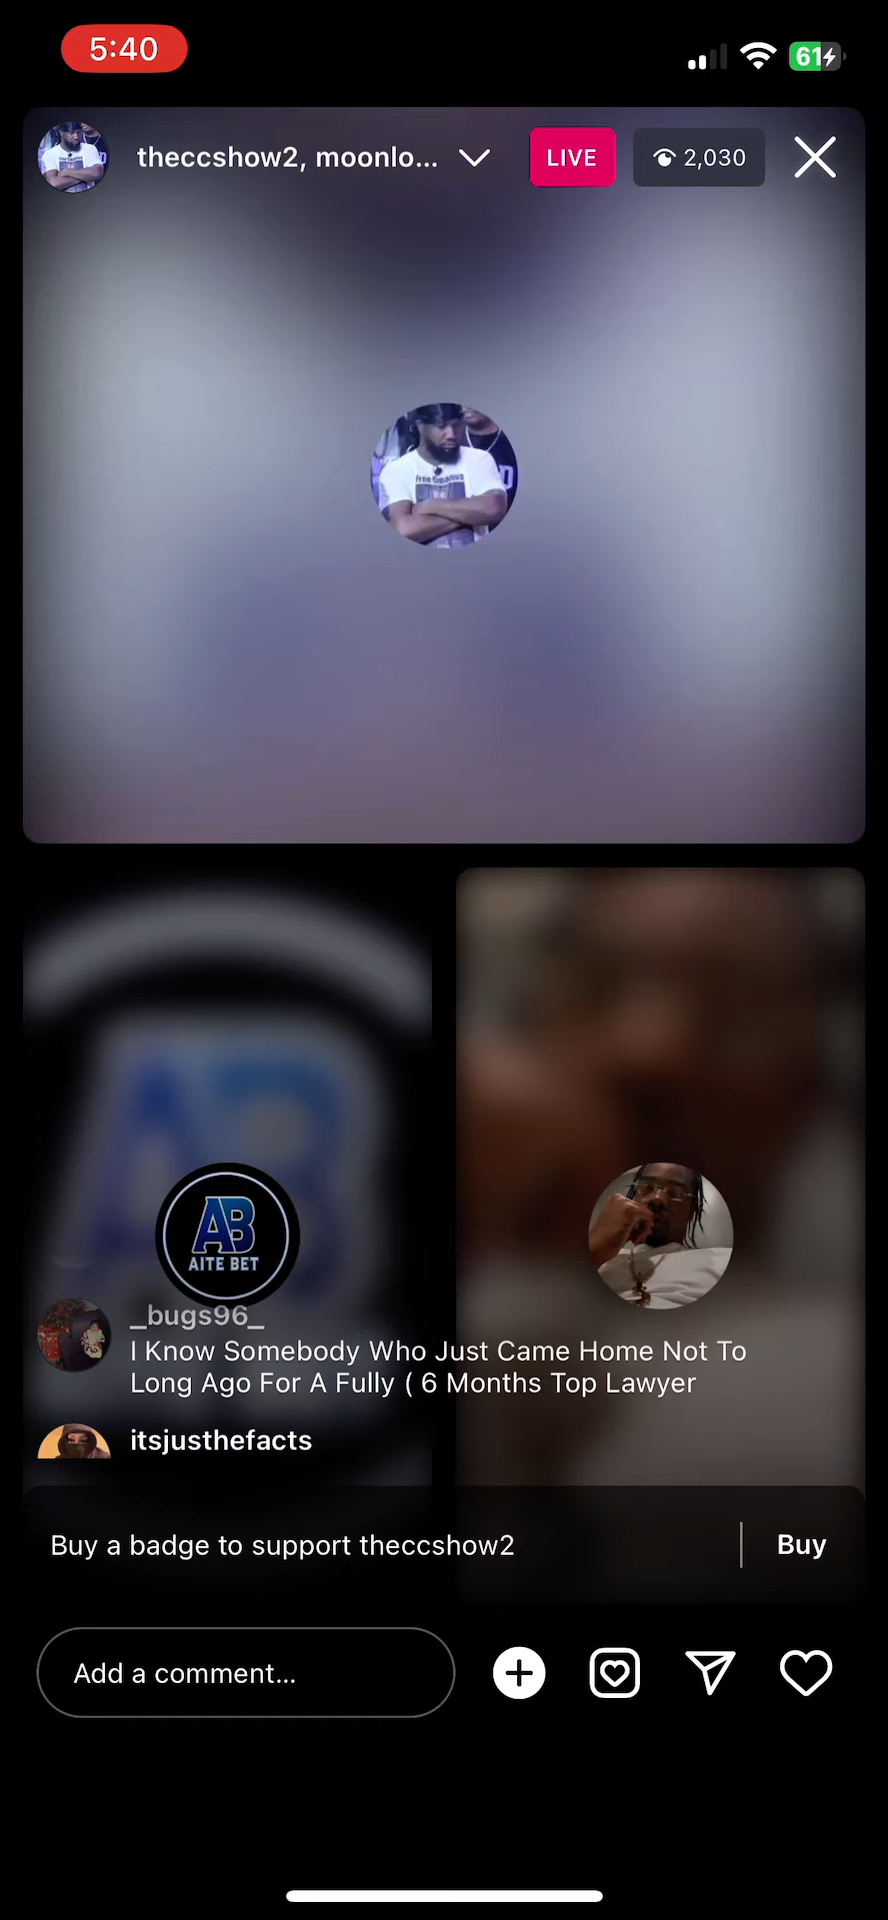 5:40
61
theccshow2, moonlo...
LIVE
2,030
AB
AITE BET
_bugs96_
I Know Somebody Who Just Came Home Not To
Long Ago For A Fully ( 6 Months Top Lawyer
itsjusthefacts
Buy a badge to support theccshow2
Buy
Add a comment...